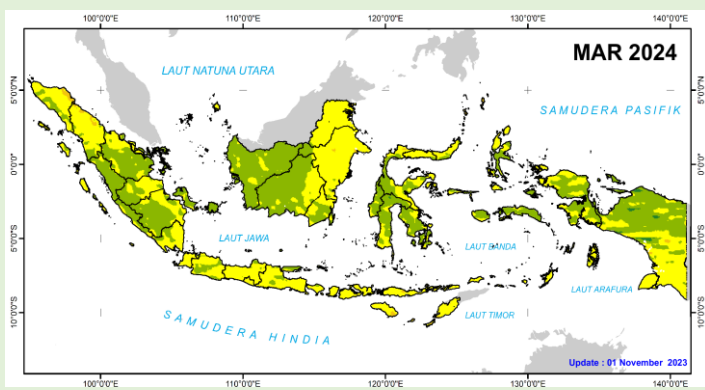 100°0'0"E 110°0'0"E 120°0'0"E 130°0'0"E 140°0'0"E
MAR 2024
LAUT NATUNA UTARA
5°0'0"N 5°0'0"N
SAMUDERA PASIFIK
0°0'0" 0°0'0"
5°0'0"S 5°0'0"S
LAUT JAWA
LAUT BANDA
LAUT ARAFURA
10°0'0"S 10°0'0"S
SAMUDERA HINDIA
LAUT TIMOR
Update : 01 November 2023
100°0'0"E 110°0'0"E 120°0'0"E 130°0'0"E 140°0'0"E